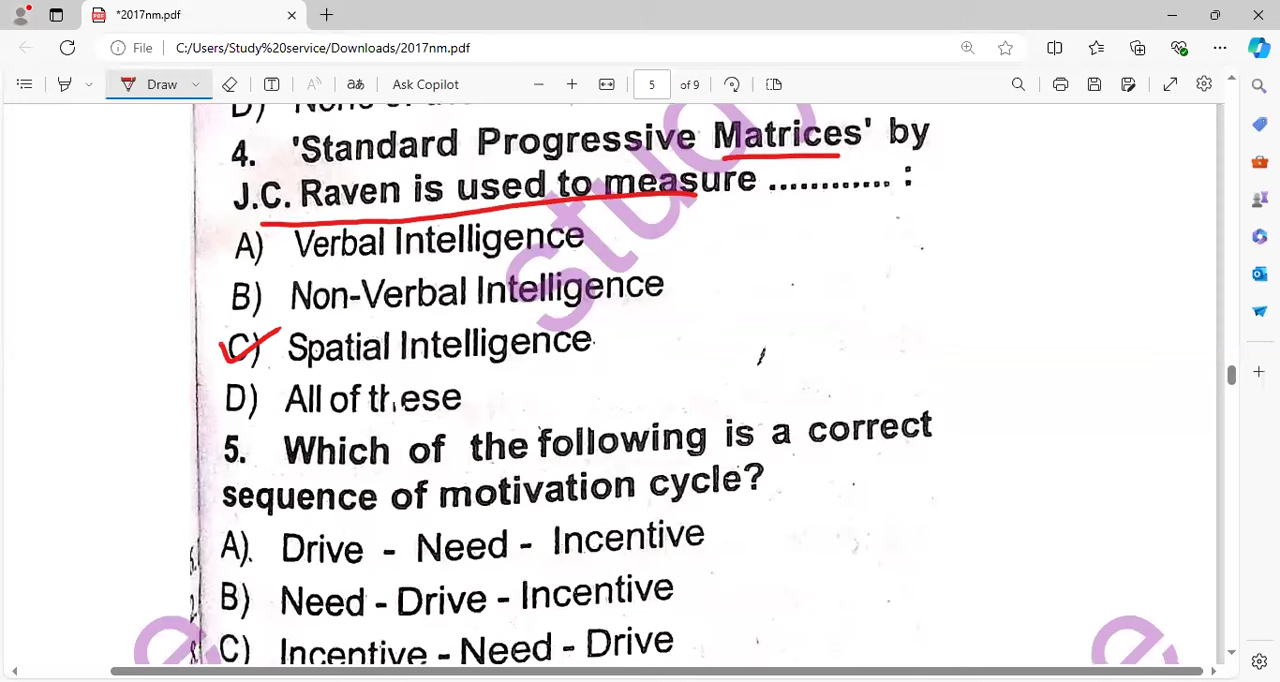 *2017nm.pdf
File C:/Users/Study%20service/Downloads/2017nm.pdf
Draw aあ Ask Copilot 5 of 9
4. 'Standard Progressive Matrices' by
J.C. Raven is used to measure ............ :
A) Verbal Intelligence
B) Non-Verbal Intelligence
C) Spatial Intelligence
D) All of these
5. Which of the following is a correct
sequence of motivation cycle?
A). Drive - Need - Incentive
B) Need - Drive - Incentive
C) Incentive - Need - Drive